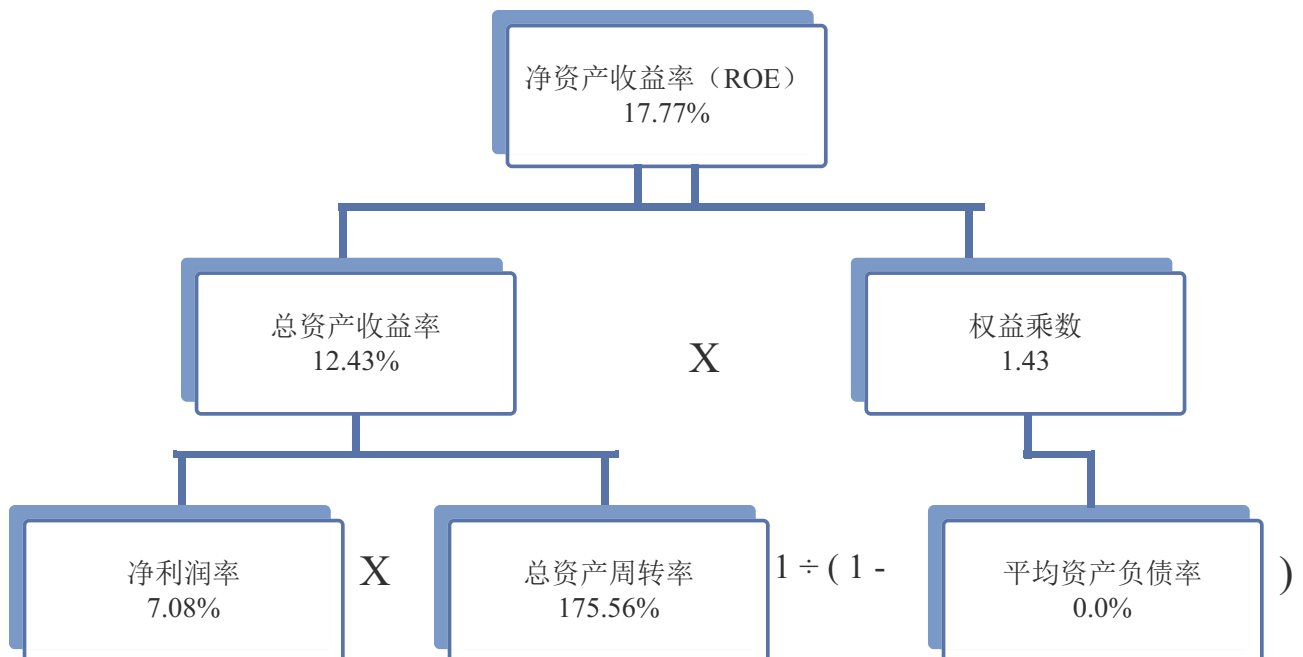 净资产收益率（ROE）
17.77%
总资产收益率
12.43%
X
权益乘数
1.43
净利润率
7.08%
X
总资产周转率
175.56%
1 ÷ ( 1 -
平均资产负债率
0.0%
)